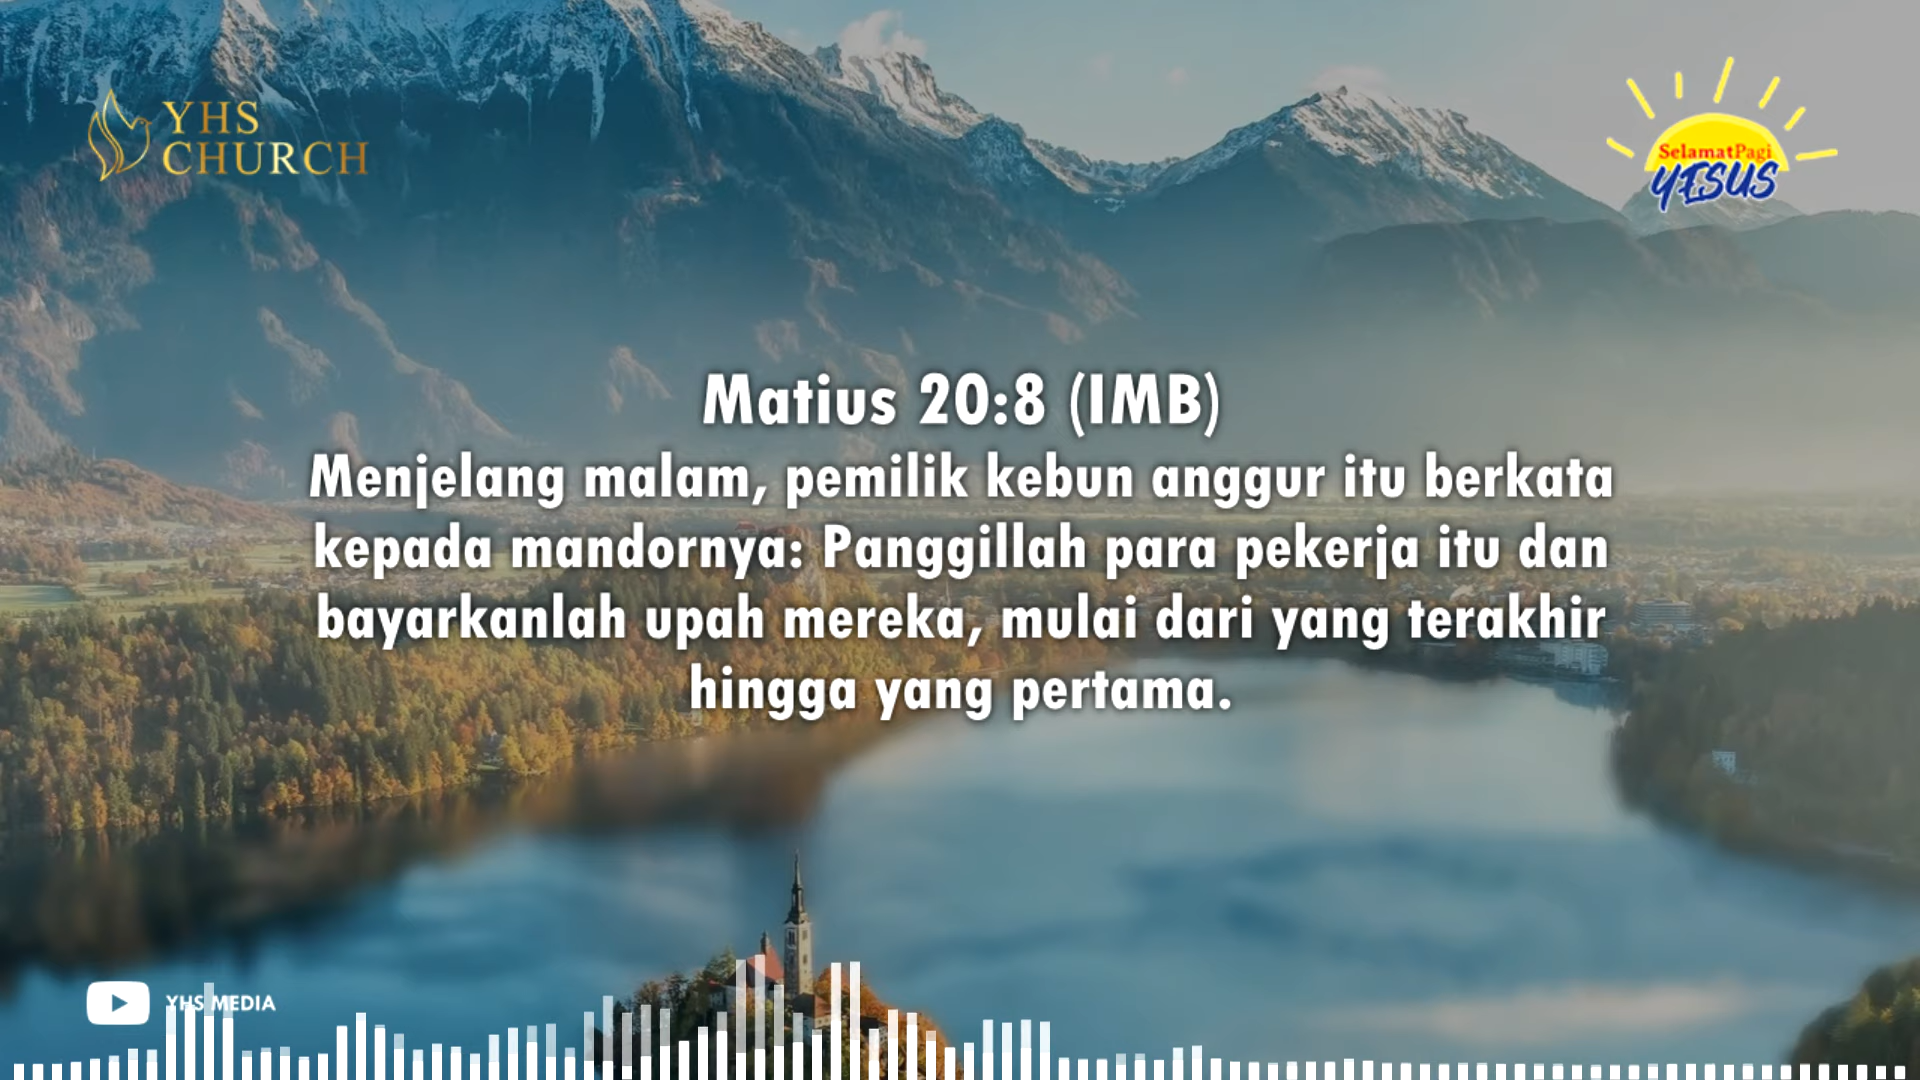 YHS
CHURCH
SelamatPagi
YESUS
Matius 20:8 (IMB)
Menjelang malam, pemilik kebun anggur itu berkata
kepada mandornya: Panggillah para pekerja itu dan
bayarkanlah upah mereka, mulai dari yang terakhir
hingga yang pertama.
YHS MEDIA